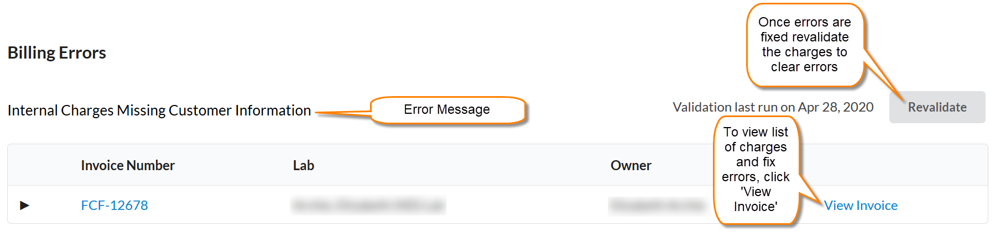 Once errors are
fixed revalidate
the charges to
clear errors
Billing Errors
Internal Charges Missing Customer Information
Error Message
Validation last run on Apr 28, 2020
Revalidate
To view list
of charges
and fix
errors, click
'View
Invoice'
Invoice Number
Lab
Owner
FCF-12678
View Invoice